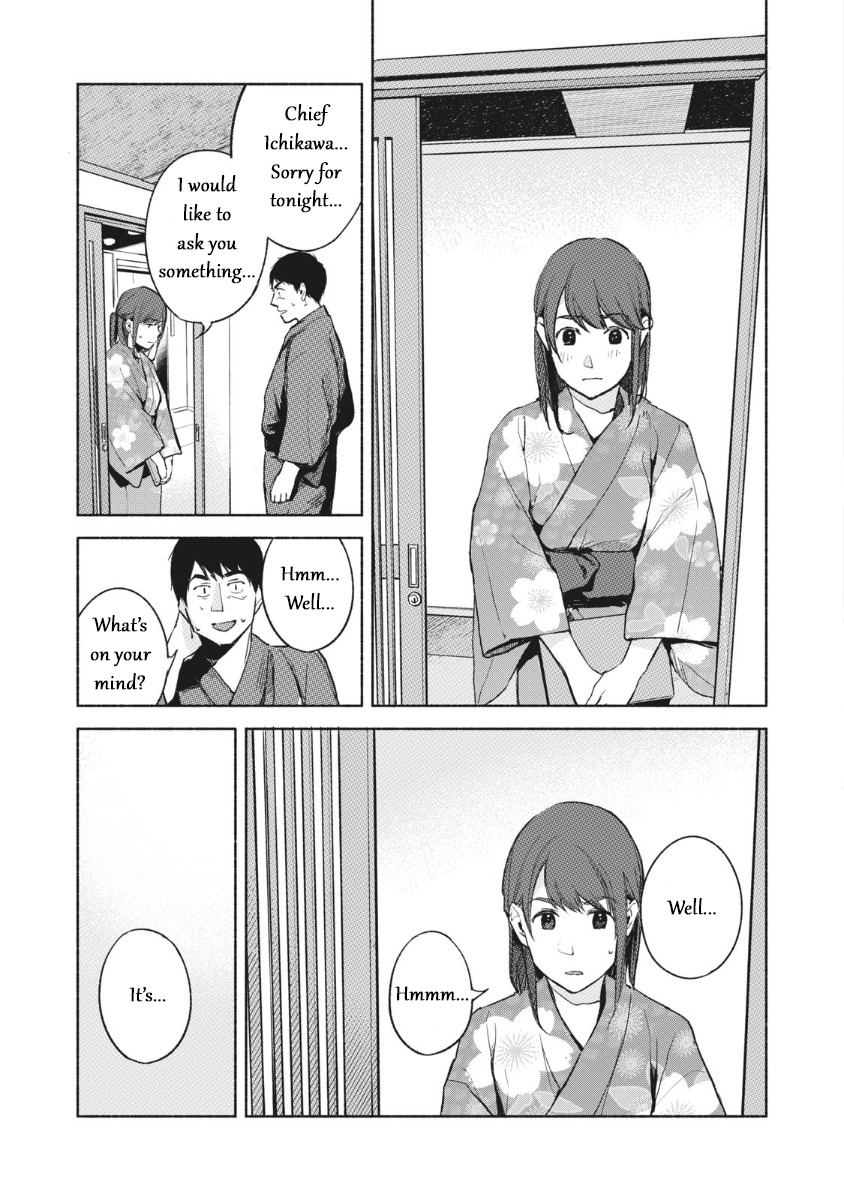 Chief
Ichikawa...
Sorry for
tonight...
I would
like to
ask you
something...
Hmm...
Well...
What's
on your
mind?
Well...
Hmmm...
It's...